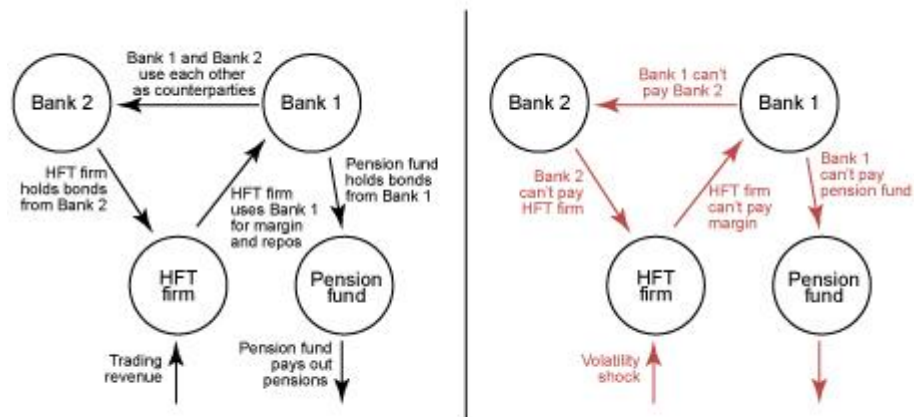 Bank 1 and Bank 2
use each other
as counterparties
Bank 2
Bank 1
HFT firm
holds bonds
from Bank 2
HFT firm
uses Bank 1
for margin
and repos
Pension fund
holds bonds
from Bank 1
HFT
firm
Pension
fund
Trading
revenue
Pension fund
pays out
pensions
Bank 2
Bank 1 can't
pay Bank 2
Bank 1
Bank 2
can't pay
HFT firm
HFT firm
can't pay
margin
Bank 1
can't pay
pension fund
HFT
firm
Pension
fund
Volatility
shock